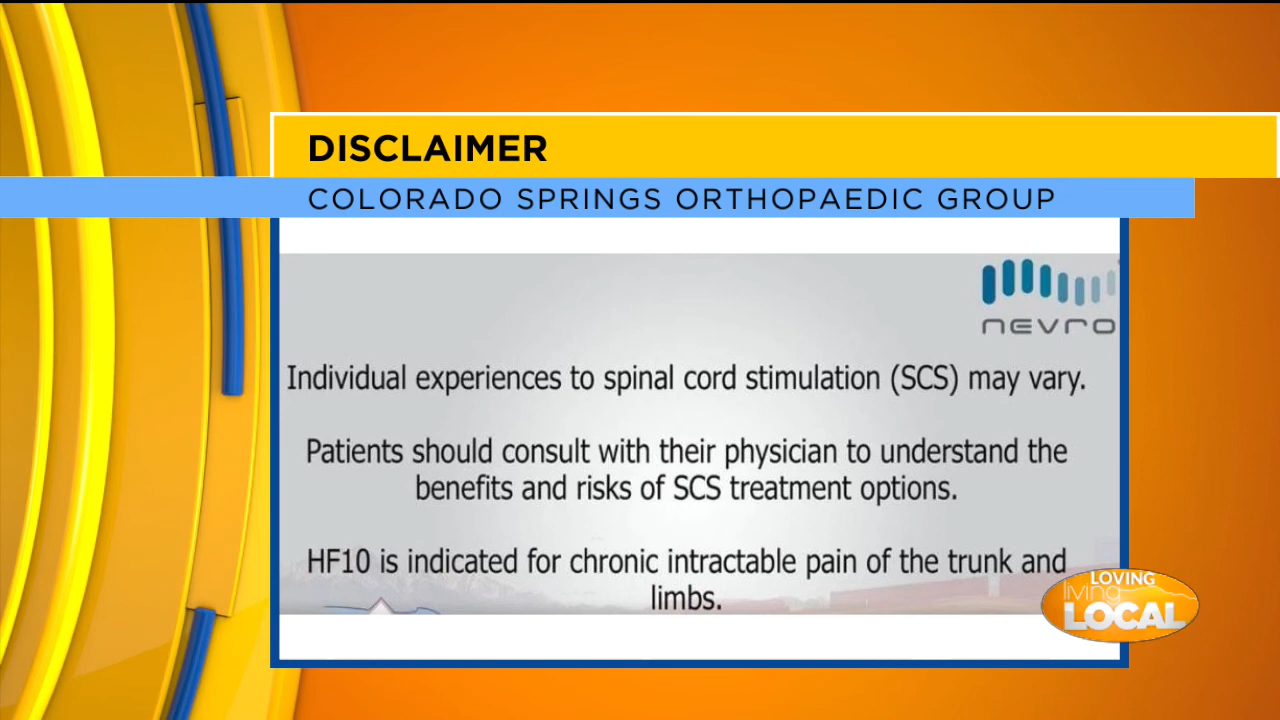 DISCLAIMER
COLORADO SPRINGS ORTHOPAEDIC GROUP
nevro
Individual experiences to spinal cord stimulation (SCS) may vary.
Patients should consult with their physician to understand the
benefits and risks of SCS treatment options.
HF10 is indicated for chronic intractable pain of the trunk and
limbs.
LOVING
living
LOCAL